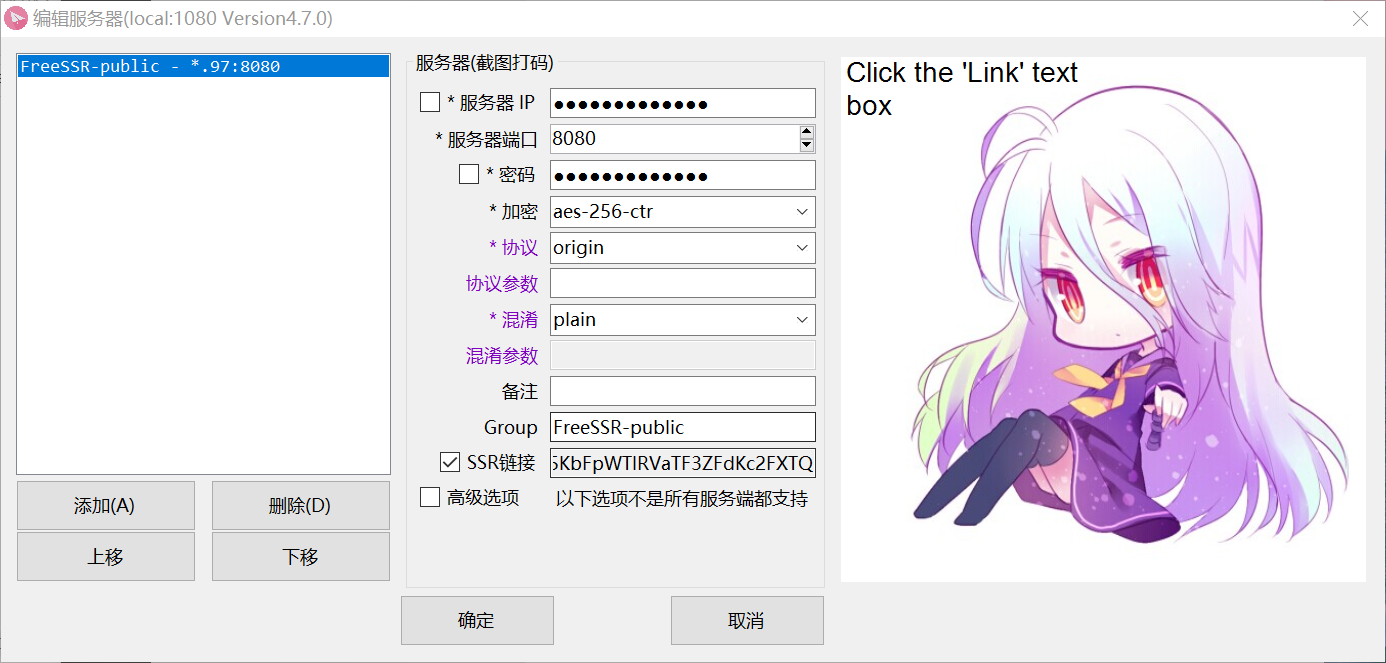 编辑服务器(local:1080 Version4.7.0)
FreeSSR-public - *.97:8080
添加(A)
删除(D)
上移
下移
服务器(截图打码)
* 服务器 IP ●●●●●●●●●●●●●
* 服务器端口 8080
* 密码 ●●●●●●●●●●●●●
* 加密 aes-256-ctr
* 协议 origin
协议参数
* 混淆 plain
混淆参数
备注
Group FreeSSR-public
SSR链接 KbFpWTlRVaTF3ZFdKc2FXTQ
高级选项 以下选项不是所有服务端都支持
确定
取消
Click the 'Link' text
box